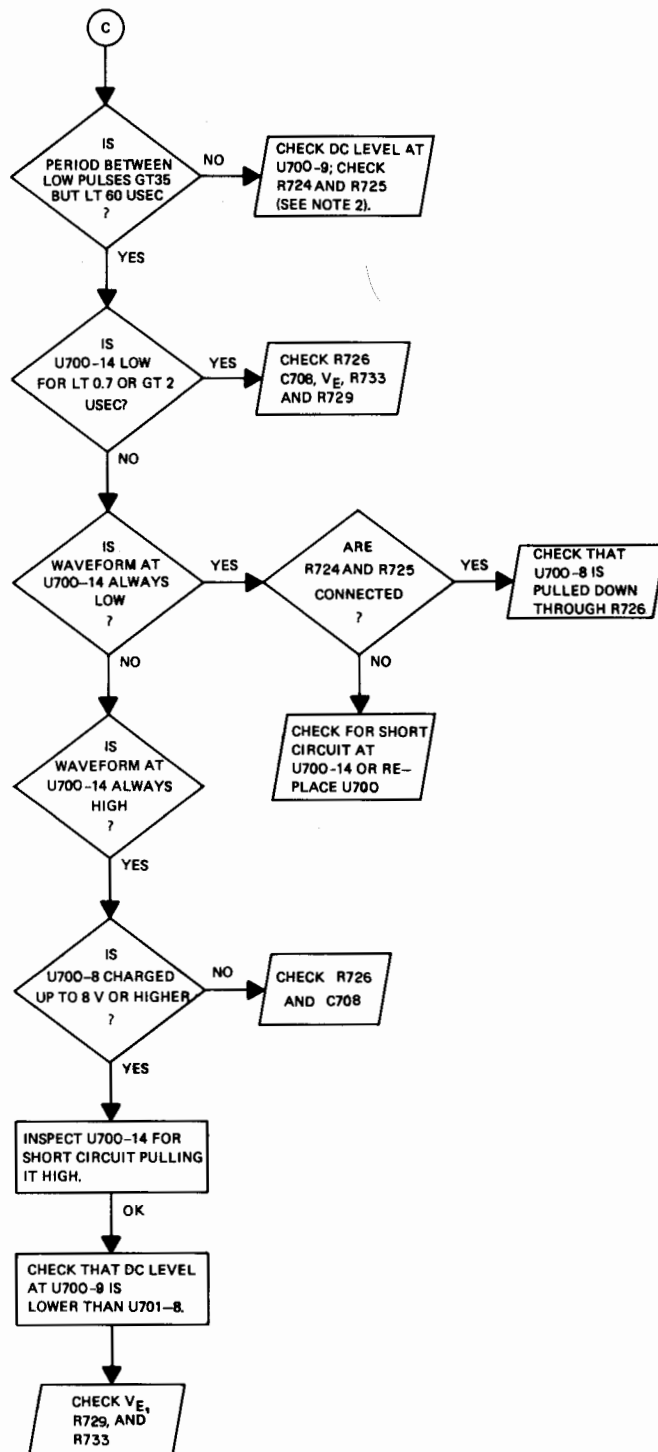 C
IS
PERIOD BETWEEN
LOW PULSES GT35
BUT LT 60 USEC
?
NO
CHECK DC LEVEL AT
U700-9; CHECK
R724 AND R725
(SEE NOTE 2).
YES
IS
U700-14 LOW
FOR LT 0.7 OR GT 2
USEC?
YES
CHECK R726
C708, VE, R733
AND R729
NO
IS
WAVEFORM AT
U700-14 ALWAYS
LOW
?
YES
ARE
R724 AND R725
CONNECTED
?
YES
CHECK THAT
U700-8 IS
PULLED DOWN
THROUGH R726
NO
NO
CHECK FOR SHORT
CIRCUIT AT
U700-14 OR RE-
PLACE U700
IS
WAVEFORM AT
U700-14 ALWAYS
HIGH
?
YES
IS
U700-8 CHARGED
UP TO 8 V OR HIGHER
?
NO
CHECK R726
AND C708
YES
INSPECT U700-14 FOR
SHORT CIRCUIT PULLING
IT HIGH.
OK
CHECK THAT DC LEVEL
AT U700-9 IS
LOWER THAN U701-8.
CHECK VE,
R729, AND
R733